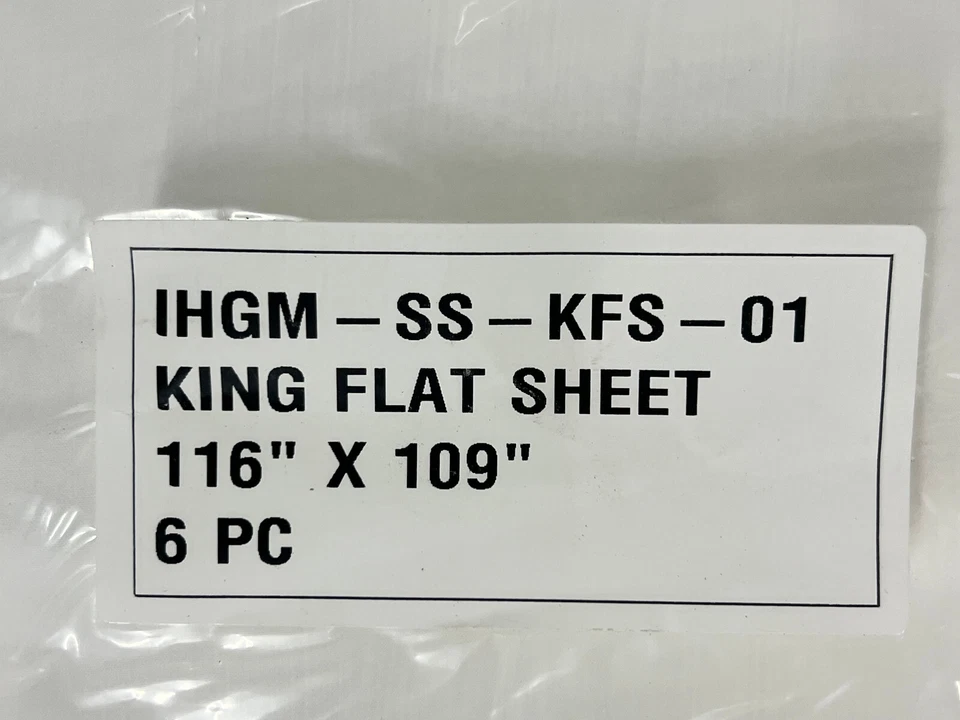 IHGM – SS – KFS – 01
KING FLAT SHEET
116" X 109"
6 PC